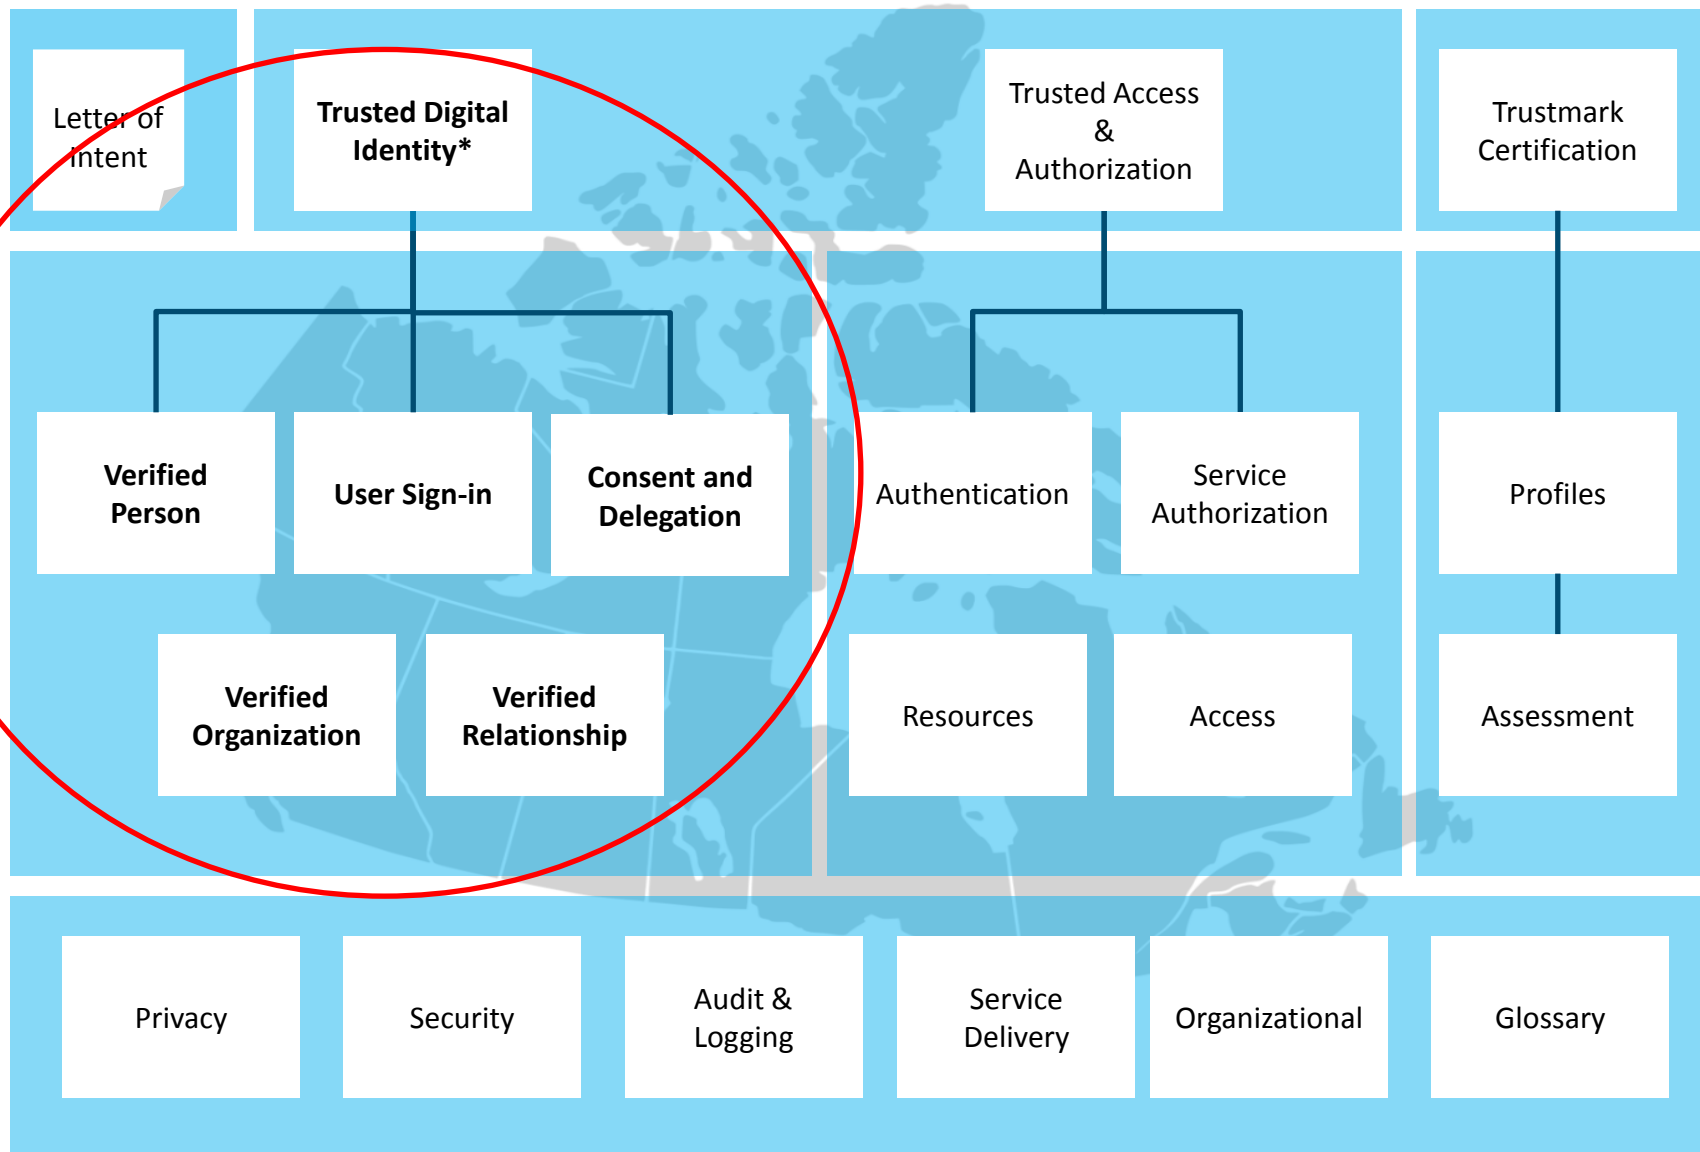 Letter of
Intent
Trusted Digital
Identity*
Trusted Access
&
Authorization
Trustmark
Certification
Verified
Person
User Sign-in
Consent and
Delegation
Authentication
Service
Authorization
Profiles
Verified
Organization
Verified
Relationship
Resources
Access
Assessment
Privacy
Security
Audit &
Logging
Service
Delivery
Organizational
Glossary